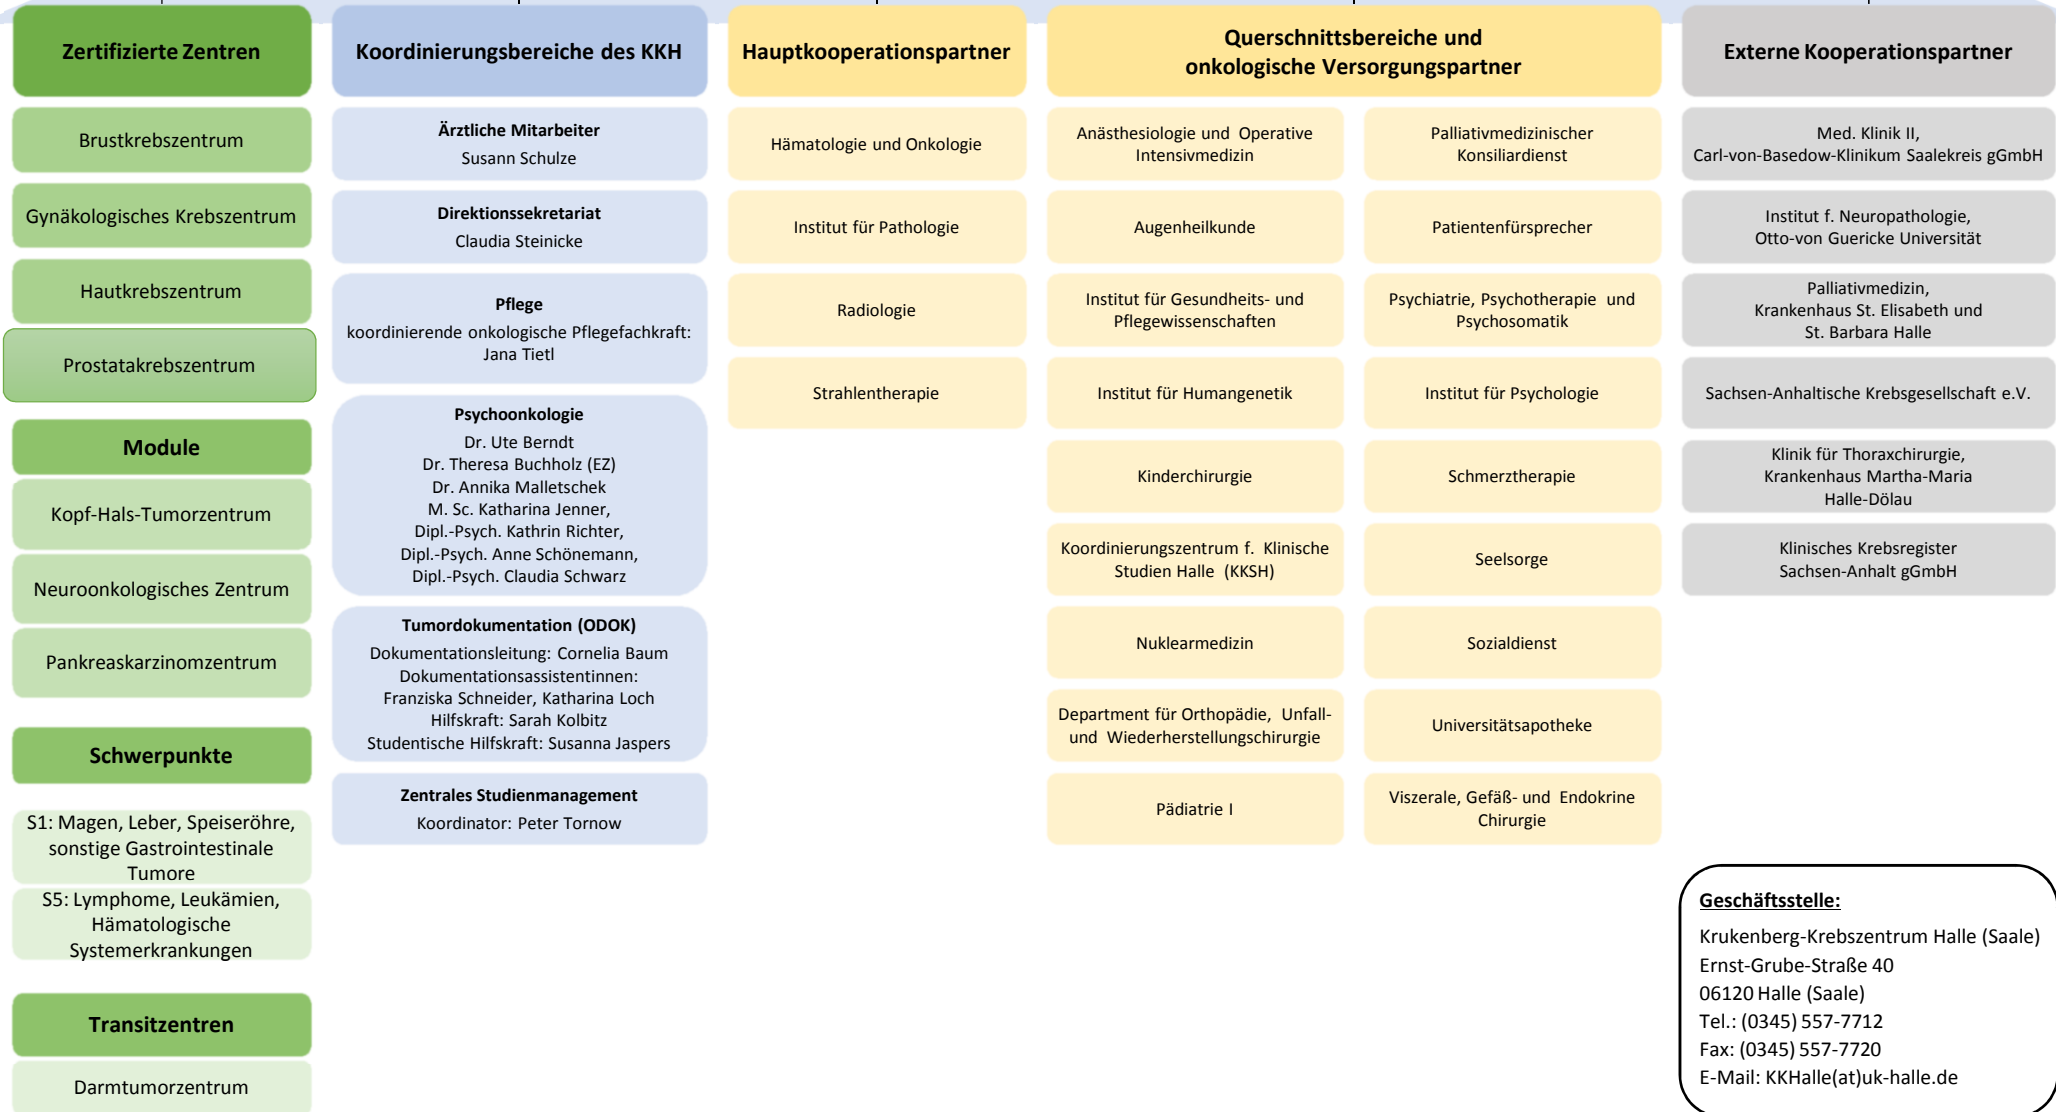 Zertifizierte Zentren
Brustkrebszentrum
Gynäkologisches Krebszentrum
Hautkrebszentrum
Prostatakrebszentrum
Module
Kopf-Hals-Tumorzentrum
Neuroonkologisches Zentrum
Pankreaskarzinomzentrum
Schwerpunkte
S1: Magen, Leber, Speiseröhre,
sonstige Gastrointestinale
Tumore
S5: Lymphome, Leukämien,
Hämatologische
Systemerkrankungen
Transitzentren
Darmtumorzentrum
Koordinierungsbereiche des KKH
Ärztliche Mitarbeiter
Susann Schulze
Direktionssekretariat
Claudia Steinicke
Pflege
koordinierende onkologische Pflegefachkraft:
Jana Tietl
Psychoonkologie
Dr. Ute Berndt
Dr. Theresa Buchholz (EZ)
Dr. Annika Malletschek
M. Sc. Katharina Jenner,
Dipl.-Psych. Kathrin Richter,
Dipl.-Psych. Anne Schönemann,
Dipl.-Psych. Claudia Schwarz
Tumordokumentation (ODOK)
Dokumentationsleitung: Cornelia Baum
Dokumentationsassistentinnen:
Franziska Schneider, Katharina Loch
Hilfskraft: Sarah Kolbitz
Studentische Hilfskraft: Susanna Jaspers
Zentrales Studienmanagement
Koordinator: Peter Tornow
Hauptkooperationspartner
Hämatologie und Onkologie
Institut für Pathologie
Radiologie
Strahlentherapie
Querschnittsbereiche und
onkologische Versorgungspartner
Anästhesiologie und Operative
Intensivmedizin
Augenheilkunde
Institut für Gesundheits- und
Pflegewissenschaften
Institut für Humangenetik
Kinderchirurgie
Koordinierungszentrum f. Klinische
Studien Halle (KKSH)
Nuklearmedizin
Department für Orthopädie, Unfall-
und Wiederherstellungschirurgie
Pädiatrie I
Palliativmedizinischer
Konsiliardienst
Patientenfürsprecher
Psychiatrie, Psychotherapie und
Psychosomatik
Institut für Psychologie
Schmerztherapie
Seelsorge
Sozialdienst
Universitätsapotheke
Viszerale, Gefäß- und Endokrine
Chirurgie
Externe Kooperationspartner
Med. Klinik II,
Carl-von-Basedow-Klinikum Saalekreis gGmbH
Institut f. Neuropathologie,
Otto-von Guericke Universität
Palliativmedizin,
Krankenhaus St. Elisabeth und
St. Barbara Halle
Sachsen-Anhaltische Krebsgesellschaft e.V.
Klinik für Thoraxchirurgie,
Krankenhaus Martha-Maria
Halle-Dölau
Klinisches Krebsregister
Sachsen-Anhalt gGmbH
Geschäftsstelle:
Krukenberg-Krebszentrum Halle (Saale)
Ernst-Grube-Straße 40
06120 Halle (Saale)
Tel.: (0345) 557-7712
Fax: (0345) 557-7720
E-Mail: KKHalle(at)uk-halle.de